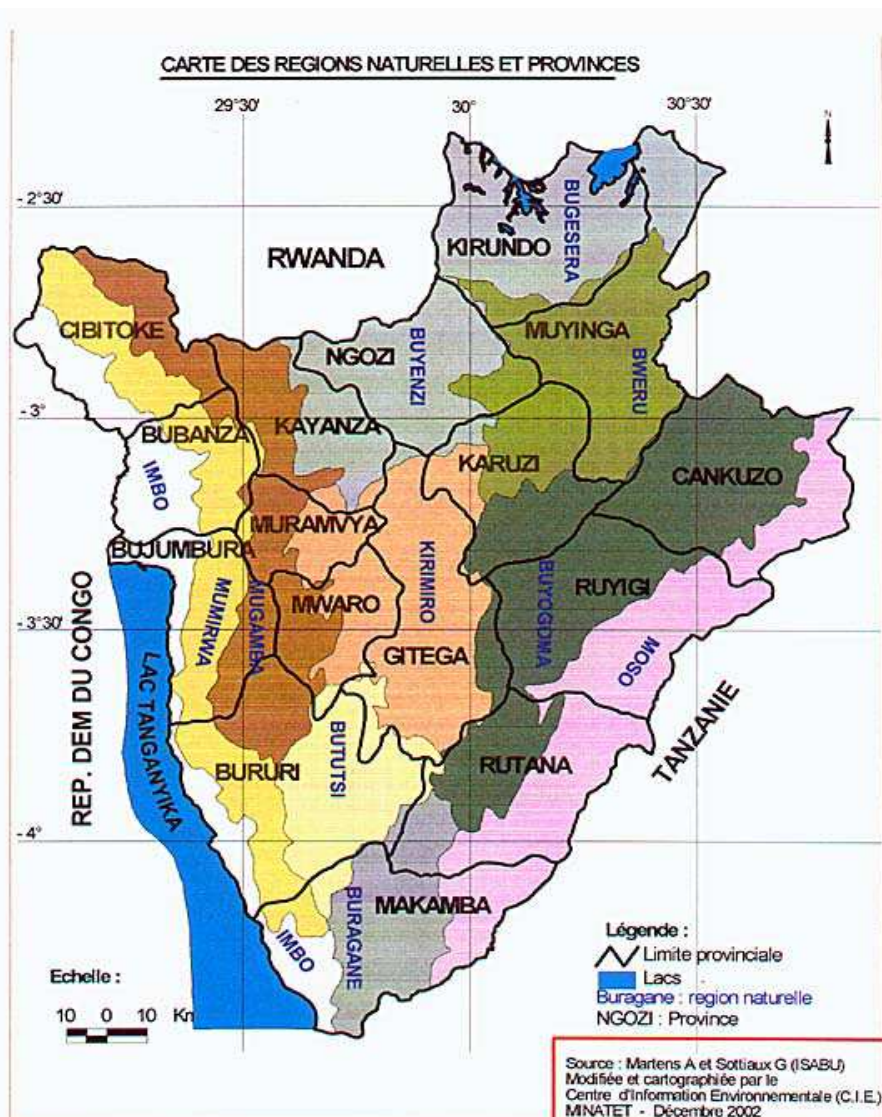 CARTE DES REGIONS NATURELLES ET PROVINCES
29°30'
30°
30°30'
N
- 2°30'
BUGESERA
KIRUNDO
RWANDA
CIBITOKE
MUYINGA
NGOZI
BUYENZI
BWERU
- 3°
KAYANZA
BUBANZA
KARUZI
CANKUZO
IMBO
MURAMVYA
BUJUMBURA
KIRIMIRO
RUYIGI
MUGAMBA
MWARO
BUYOGOMA
MUMIRWA
- 3°30'
GITEGA
MOSO
REP. DEM DU CONGO
LAC TANGANYIKA
TANZANIE
BUTUTSI
RUTANA
BURURI
- 4°
MAKAMBA
BURAGANE
IMBO
Légende :
Limite provinciale
Lacs
Buragane : region naturelle
NGOZI : Province
Echelle :
10 0 10 Km
Source : Martens A et Sottiaux G (ISABU)
Modifiée et cartographiée par le
Centre d'Information Environnementale (C.I.E.)
MINATET - Décembre 2002